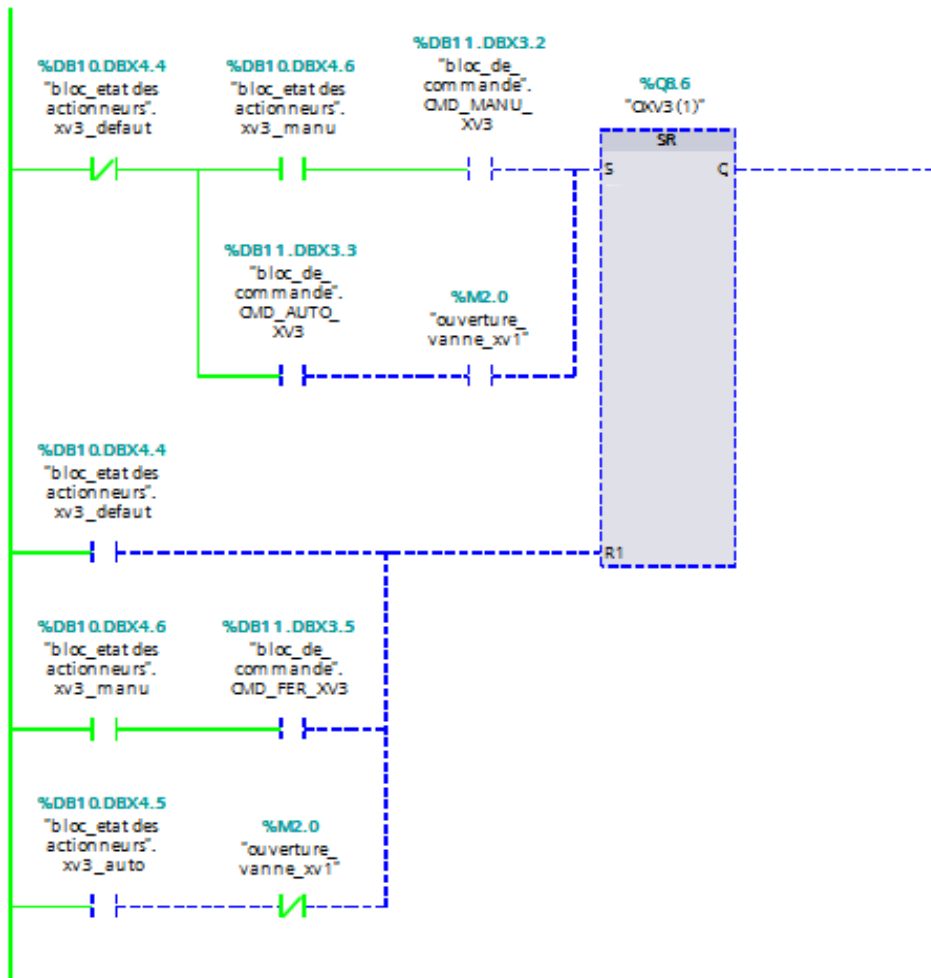 %DB10.DBX4.4
"bloc_etat des
actionneurs".
xv3_defaut
%DB10.DBX4.6
"bloc_etat des
actionneurs".
xv3_manu
%DB11.DBX3.2
"bloc_de_
commande".
CMD_MANU_
XV3
%Q8.6
"OXV3(1)"
SR
S
Q
%DB11.DBX3.3
"bloc_de_
commande".
CMD_AUTO_
XV3
%M2.0
"ouverture_
vanne_xv1"
%DB10.DBX4.4
"bloc_etat des
actionneurs".
xv3_defaut
R1
%DB10.DBX4.6
"bloc_etat des
actionneurs".
xv3_manu
%DB11.DBX3.5
"bloc_de_
commande".
CMD_FER_XV3
%DB10.DBX4.5
"bloc_etat des
actionneurs".
xv3_auto
%M2.0
"ouverture_
vanne_xv1"